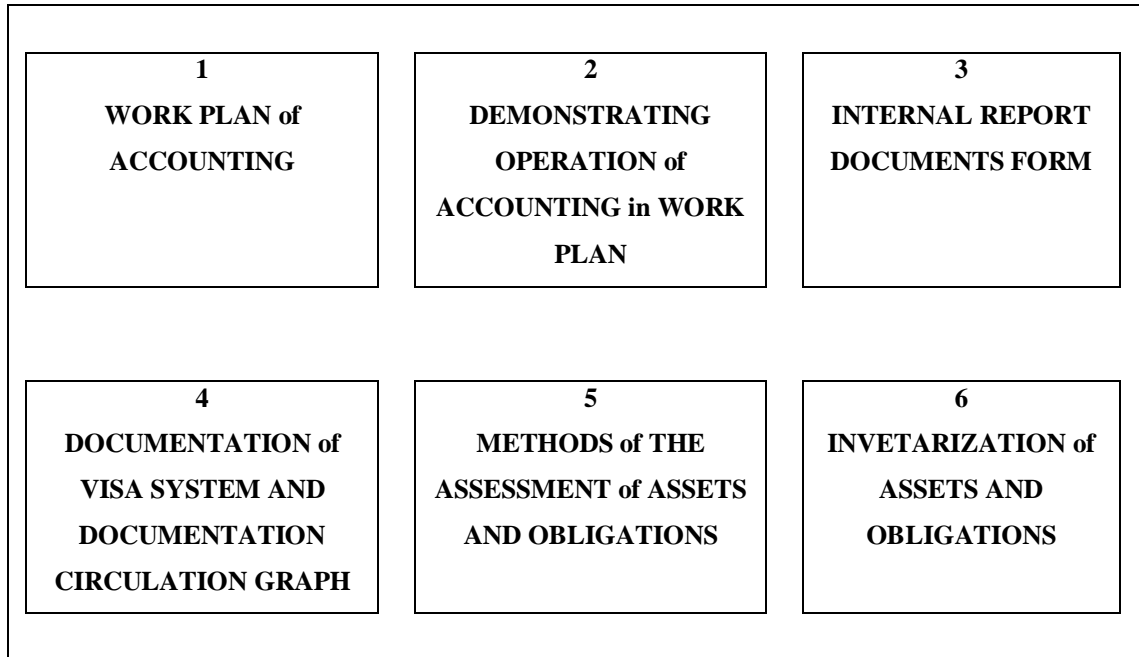 1
WORK PLAN of
ACCOUNTING
2
DEMONSTRATING
OPERATION of
ACCOUNTING in WORK
PLAN
3
INTERNAL REPORT
DOCUMENTS FORM
4
DOCUMENTATION of
VISA SYSTEM AND
DOCUMENTATION
CIRCULATION GRAPH
5
METHODS of THE
ASSESSMENT of ASSETS
AND OBLIGATIONS
6
INVETARIZATION of
ASSETS AND
OBLIGATIONS